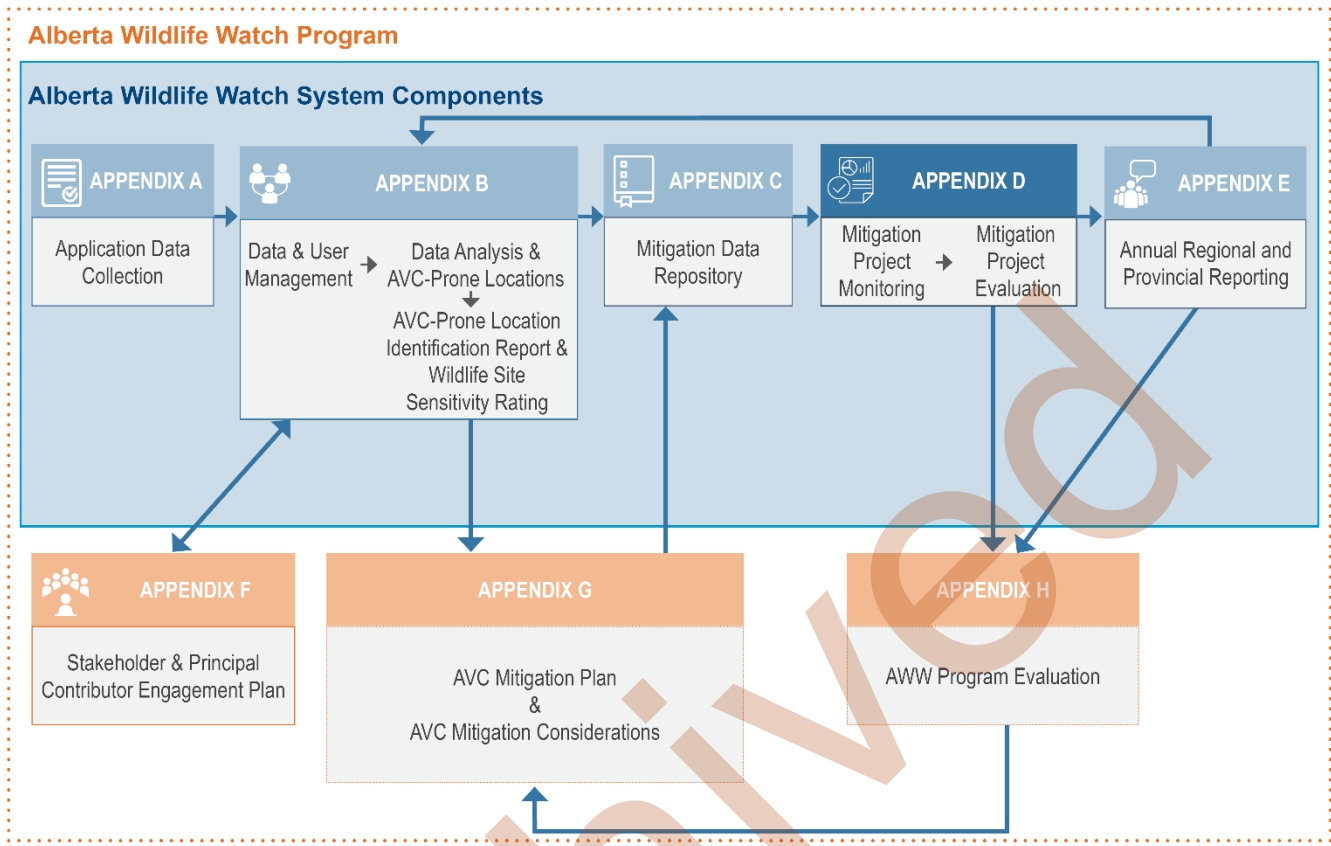 Alberta Wildlife Watch Program
Alberta Wildlife Watch System Components
APPENDIX A
Application Data
Collection
APPENDIX B
Data & User
Management
Data Analysis &
AVC-Prone Locations
AVC-Prone Location
Identification Report &
Wildlife Site
Sensitivity Rating
APPENDIX C
Mitigation Data
Repository
APPENDIX D
Mitigation
Project
Monitoring
Mitigation
Project
Evaluation
APPENDIX E
Annual Regional and
Provincial Reporting
APPENDIX F
Stakeholder & Principal
Contributor Engagement Plan
APPENDIX G
AVC Mitigation Plan
&
AVC Mitigation Considerations
APPENDIX H
AWW Program Evaluation